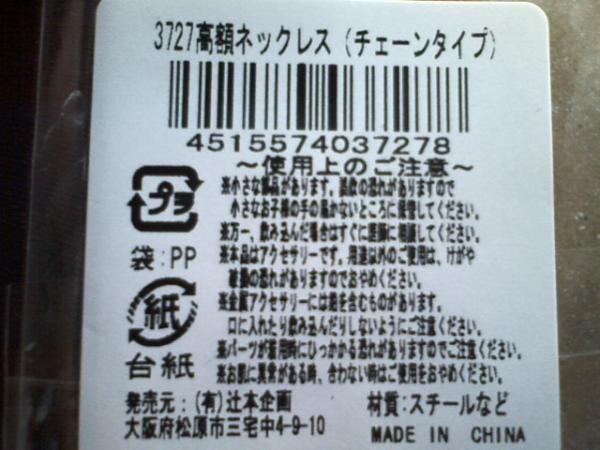 3727高額ネックレス（チェーンタイプ）
4515574037278
～使用上のご注意～
※小さな部品があります。誤飲の恐れがありますので
小さなお子様の手の届かないところに保管してください。
※万一、飲み込んだ場合はすぐに医師に相談してください。
※本品はアクセサリーです。用途以外のご使用は、けがや
破損の恐れがありますのでおやめください。
※金属アクセサリーには鉛を含むものがあります。
口に入れたり飲み込んだりしないようにご注意ください。
※パーツが着用時にひっかかる恐れがありますのでご注意ください。
※お肌に異常がある時、合わない時はご使用をおやめください。
プラ
袋：PP
紙
台紙
発売元：（有）辻本企画
大阪府松原市三宅中4-9-10
材質：スチールなど
MADE IN CHINA